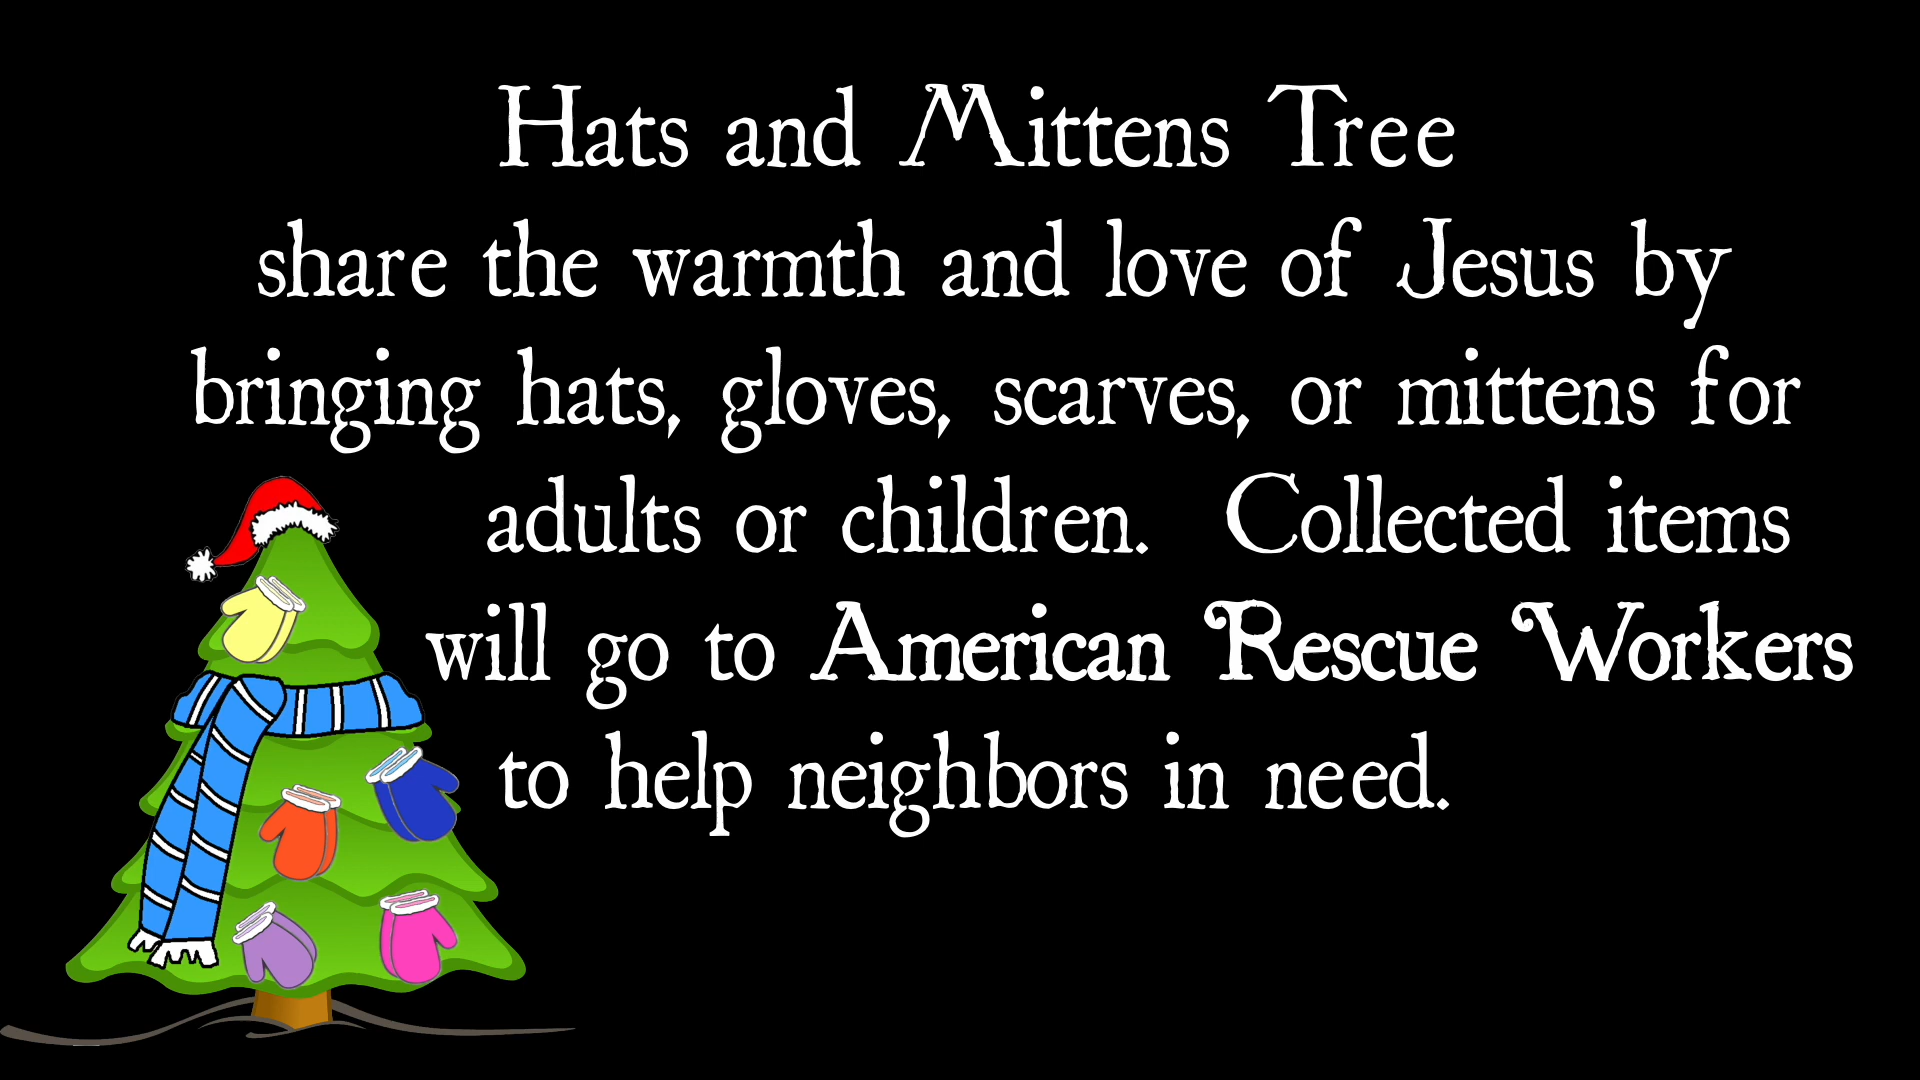 Hats and Mittens Tree
share the warmth and love of Jesus by
bringing hats, gloves, scarves, or mittens for
adults or children. Collected items
will go to American Rescue Workers
to help neighbors in need.